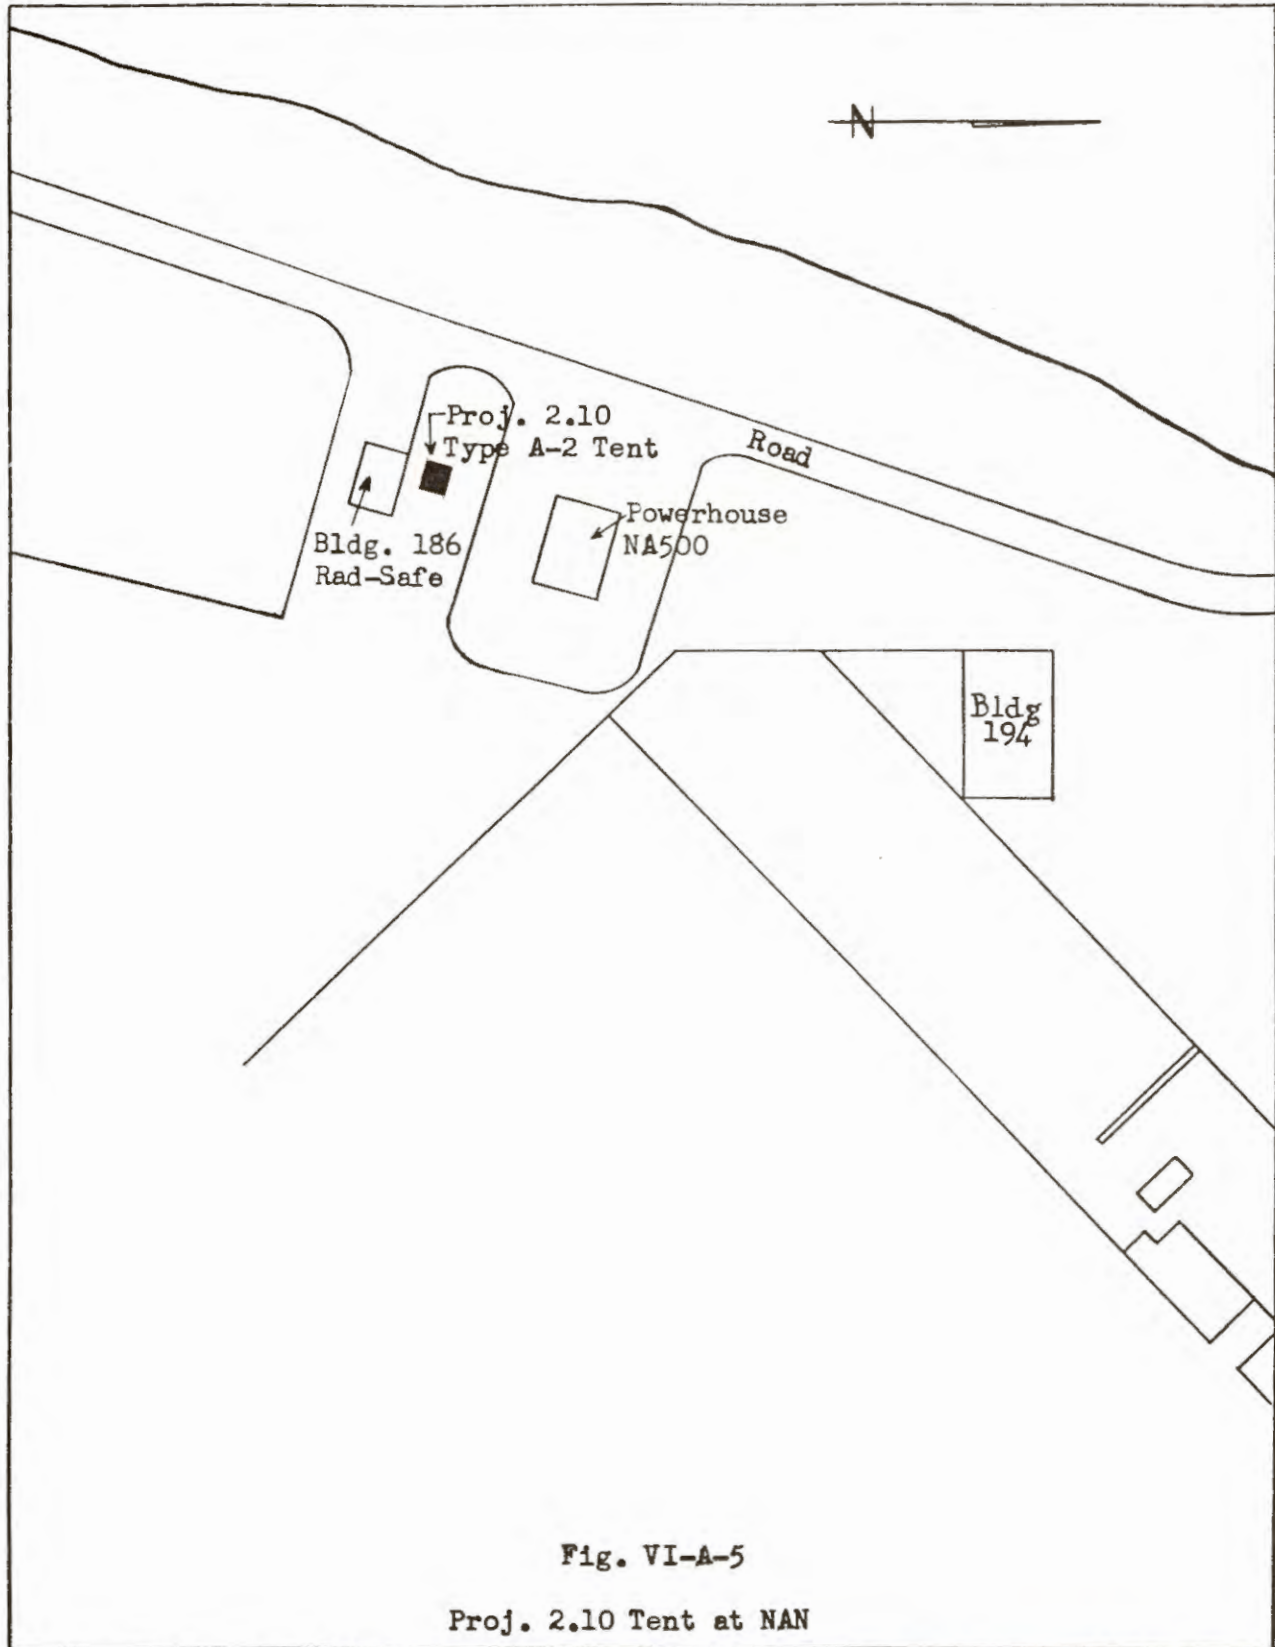 N
Proj. 2.10
Type A-2 Tent
Road
Powerhouse
NA500
Bldg. 186
Rad-Safe
Bldg
194
Fig. VI-A-5
Proj. 2.10 Tent at NAN